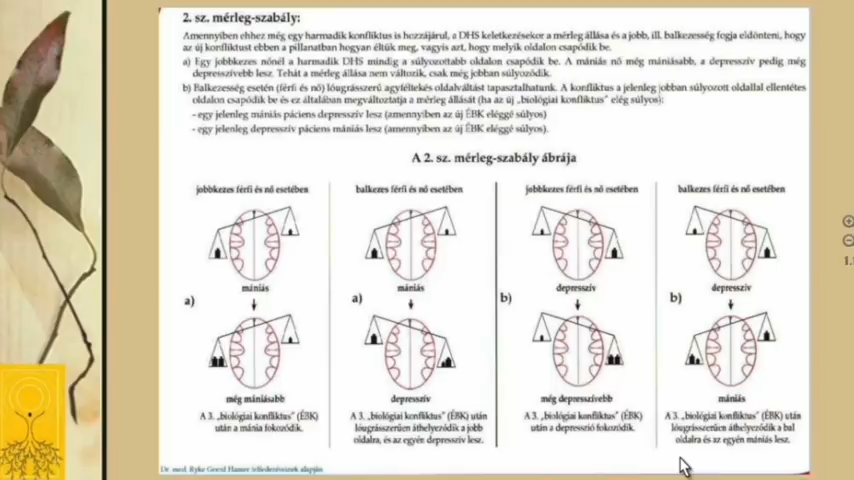 2. sz. mérleg-szabály:
Amennyiben ehhez még egy harmadik konfliktus is hozzájárul, a DHS keletkezésekor a mérleg állása és a jobb, ill. balkezesség fogja eldönteni, hogy
az új konfliktust ebben a pillanatban hogyan éltük meg, vagyis azt, hogy melyik oldalon csapódik be.
a) Egy jobbkezes nőnél a harmadik DHS mindig a súlyozottabb oldalon csapódik be. A mániás nő még mániásabb, a depresszív pedig még
depresszívebb lesz. Tehát a mérleg állása nem változik, csak még jobban súlyozódik.
b) Balkezesség esetén (férfi és nő) lóugrásszerű agyféltekés oldalváltást tapasztalhatunk. A konfliktus a jelenleg jobban súlyozott oldallal ellentétes
oldalon csapódik be és ez általában megváltoztatja a mérleg állását (ha az új „biológiai konfliktus" elég súlyos):
- egy jelenleg mániás páciens depresszív lesz (amennyiben az új ÉBK eléggé súlyos)
- egy jelenleg depresszív páciens mániás lesz (amennyiben az új ÉBK eléggé súlyos).
A 2. sz. mérleg-szabály ábrája
jobbkezes férfi és nő esetében
balkezes férfi és nő esetében
jobbkezes férfi és nő esetében
balkezes férfi és nő esetében
mániás
mániás
depresszív
depresszív
a)
a)
b)
b)
még mániásabb
depresszív
még depresszívebb
mániás
A 3. „biológiai konfliktus" (ÉBK)
után a mánia fokozódik.
A 3. „biológiai konfliktus" (ÉBK) után
lóugrásszerűen áthelyeződik a jobb
oldalra, és az egyén depresszív lesz.
A 3. „biológiai konfliktus" (ÉBK)
után a depresszió fokozódik.
A 3. „biológiai konfliktus" (ÉBK) után
lóugrásszerűen áthelyeződik a bal
oldalra és az egyén mániás lesz.
Dr. med. Ryke Geerd Hamer felfedezéseinek alapján